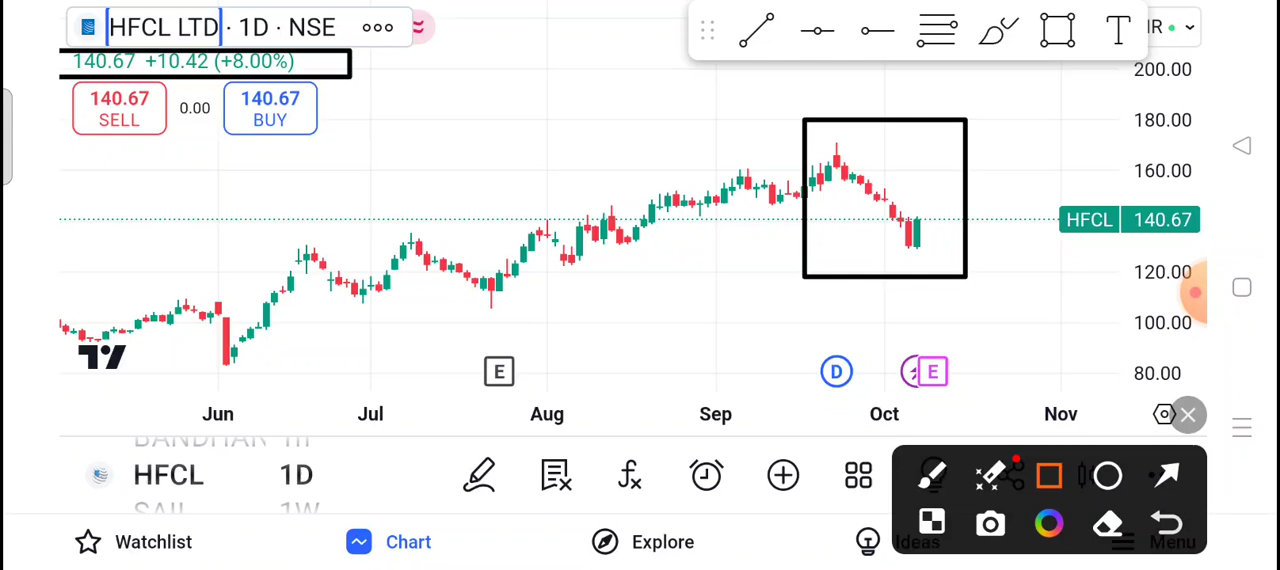 HFCL LTD · 1D · NSE
140.67 +10.42 (+8.00%)
140.67
SELL
0.00
140.67
BUY
T
200.00
180.00
160.00
HFCL 140.67
120.00
100.00
80.00
E
D
E
Jun Jul Aug Sep Oct Nov
HFCL 1D
SAIL 1W
Watchlist
Chart
Explore
Ideas
Menu